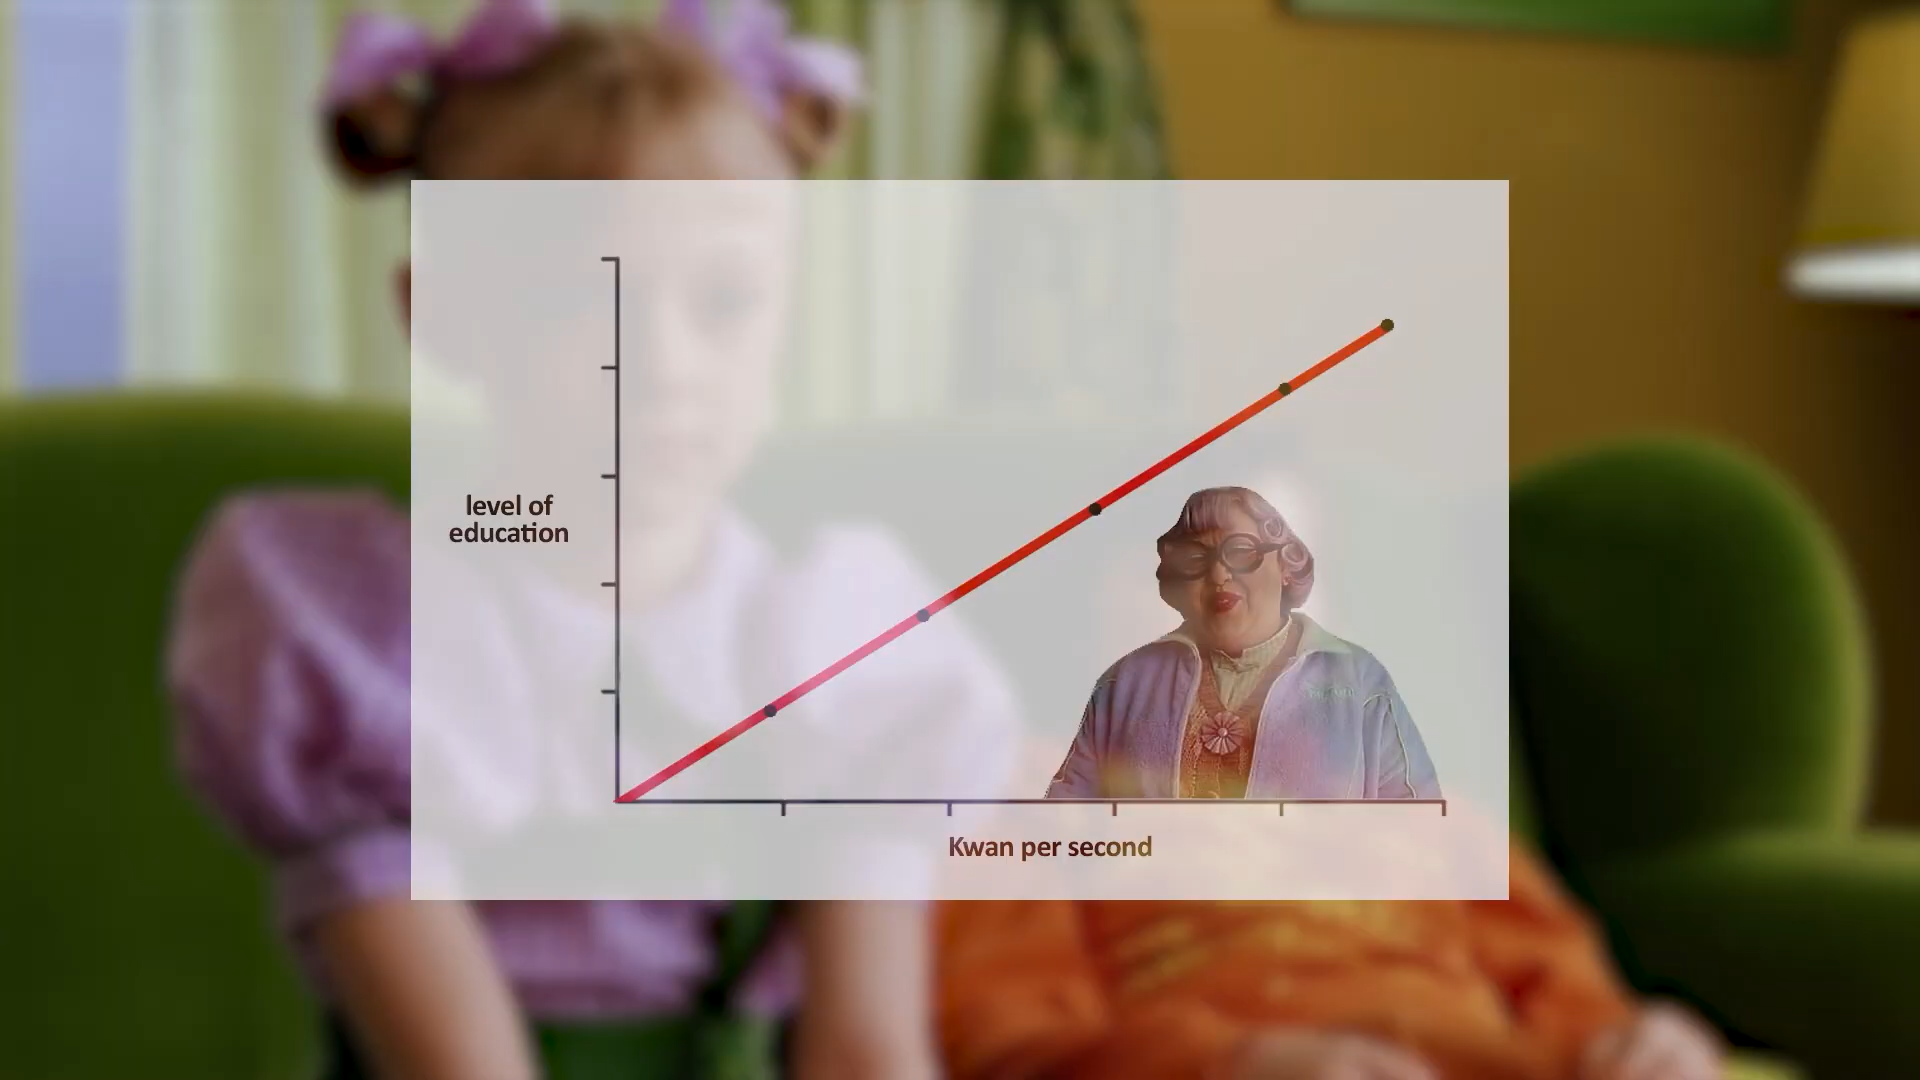 level of
education
Kwan per second